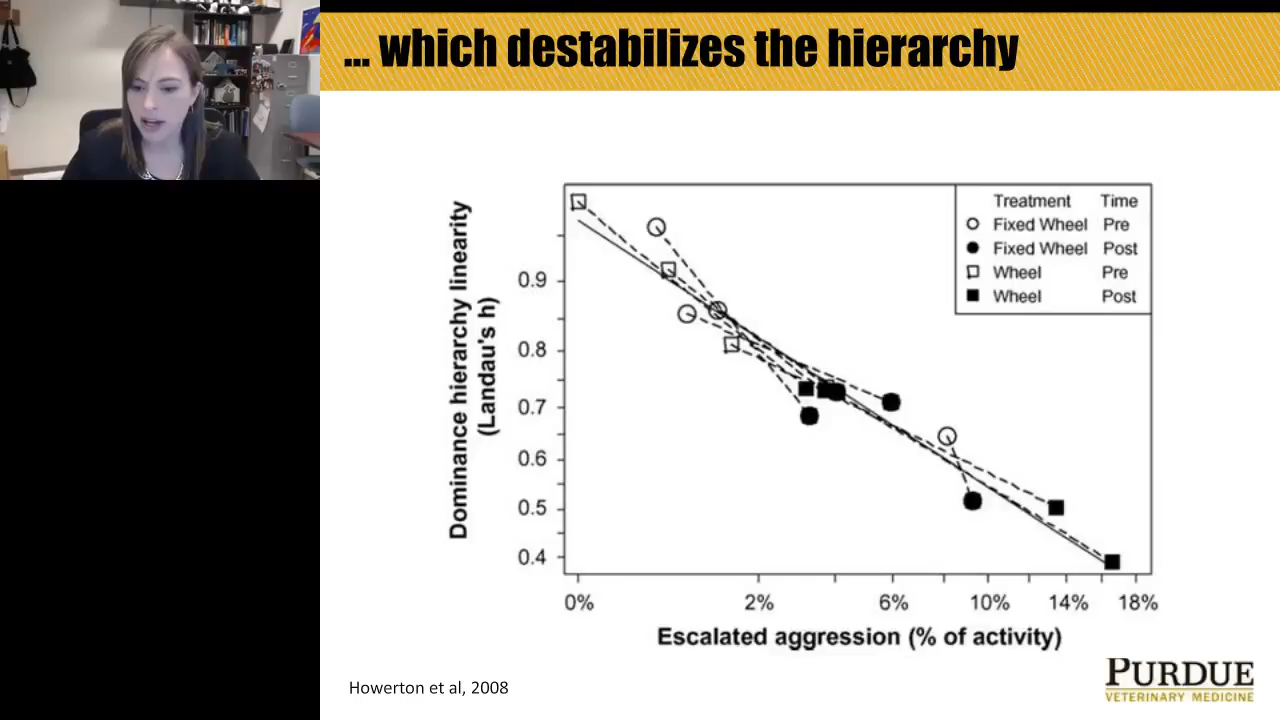 ... which destabilizes the hierarchy
Dominance hierarchy linearity
(Landau's h)
0.9
0.8
0.7
0.6
0.5
0.4
Treatment Time
Fixed Wheel Pre
Fixed Wheel Post
Wheel Pre
Wheel Post
0% 2% 6% 10% 14% 18%
Escalated aggression (% of activity)
Howerton et al, 2008
PURDUE
VETERINARY MEDICINE